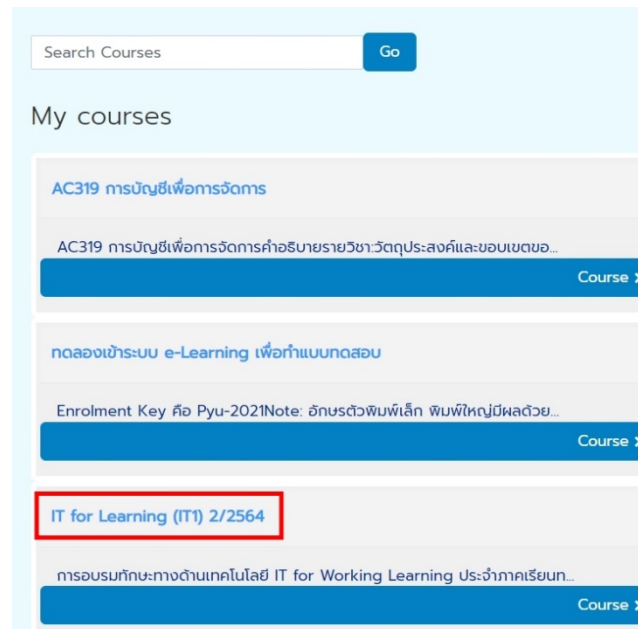 Search Courses
Go
My courses
AC319 การบัญชีเพื่อการจัดการ
AC319 การบัญชีเพื่อการจัดการคำอธิบายรายวิชา:วัตถุประสงค์และขอบเขตขอ...
Course
ทดลองเข้าระบบ e-Learning เพื่อทำแบบทดสอบ
Enrolment Key คือ Pyu-2021Note: อักษรตัวพิมพ์เล็ก พิมพ์ใหญ่มีผลด้วย...
Course
IT for Learning (IT1) 2/2564
การอบรมทักษะทางด้านเทคโนโลยี IT for Working Learning ประจำภาคเรียนท...
Course